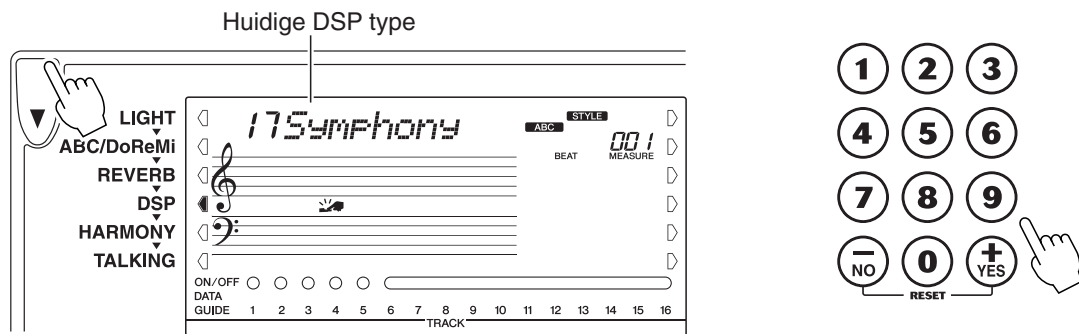 Huidige DSP type
LIGHT
ABC/DoReMi
REVERB
DSP
HARMONY
TALKING
17Symphony
ABC
STYLE
001
BEAT
MEASURE
ON/OFF
DATA
GUIDE 1 2 3 4 5 6 7 8 9 10 11 12 13 14 15 16
TRACK
1 2 3
4 5 6
7 8 9
– 0 +
NO YES
RESET